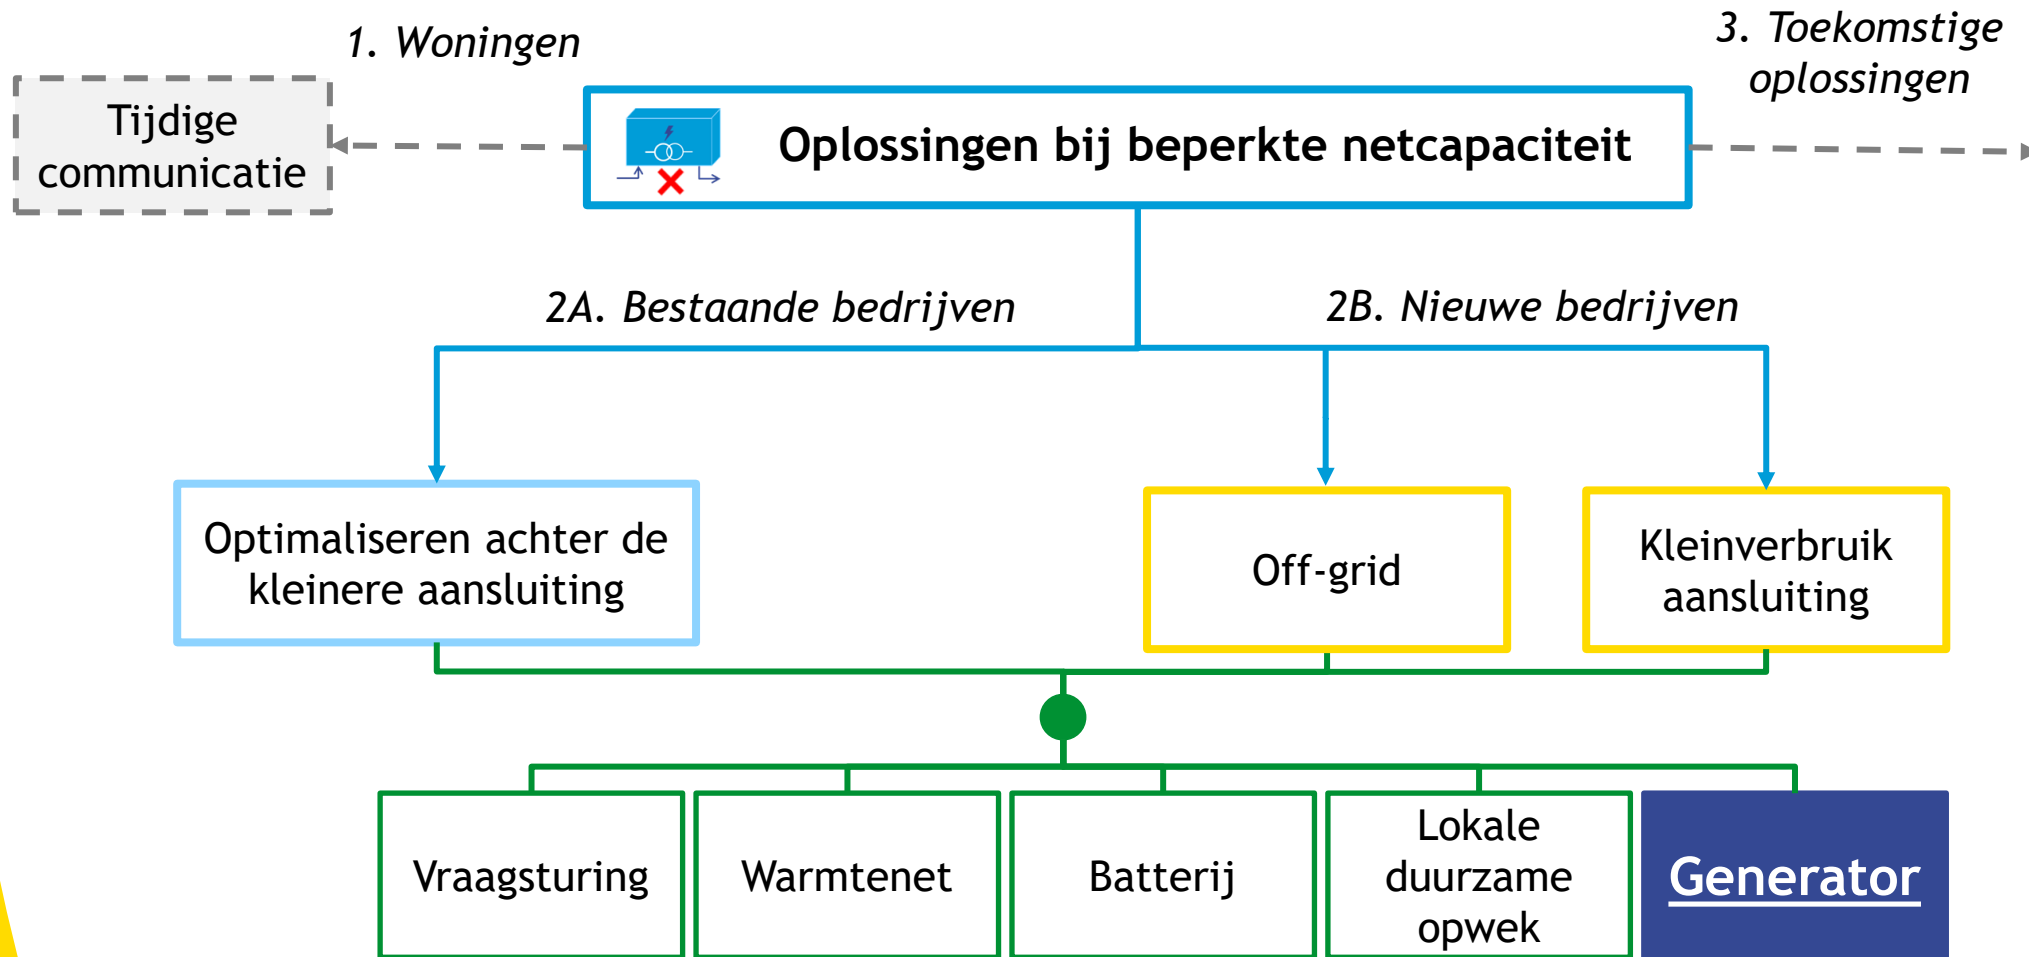 1. Woningen
3. Toekomstige
oplossingen
Tijdige
communicatie
Oplossingen bij beperkte netcapaciteit
2A. Bestaande bedrijven
2B. Nieuwe bedrijven
Optimaliseren achter de
kleinere aansluiting
Off-grid
Kleinverbruik
aansluiting
Vraagsturing
Warmtenet
Batterij
Lokale
duurzame
opwek
Generator